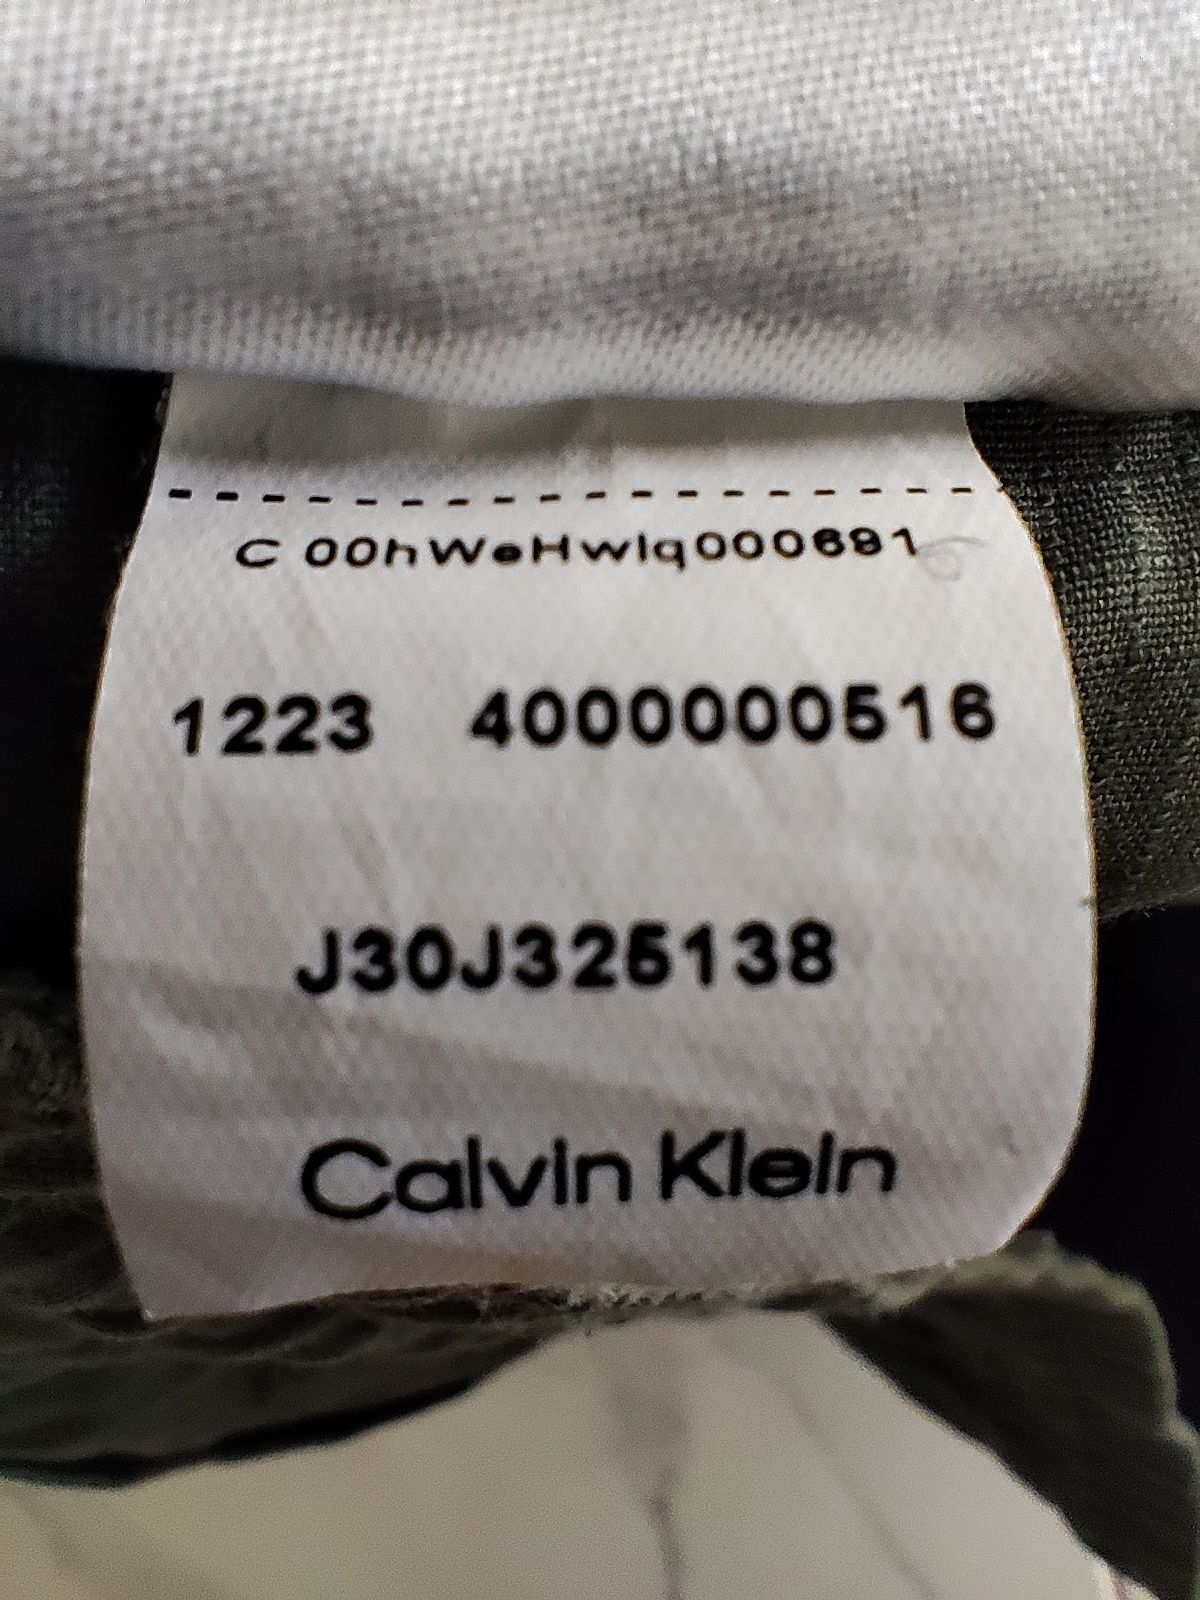 C 00hWeHwlq000691
1223 4000000516
J30J325138
Calvin Klein